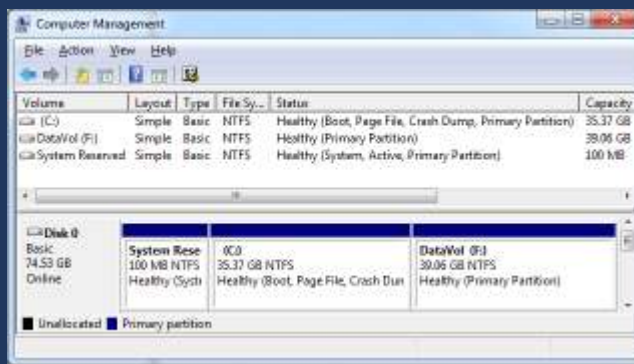 Computer Management
File Action View Help
Volume Layout Type File Sy... Status Capacity
(C:) Simple Basic NTFS Healthy (Boot, Page File, Crash Dump, Primary Partition) 35.37 GB
DataVol (F:) Simple Basic NTFS Healthy (Primary Partition) 39.06 GB
System Reserved Simple Basic NTFS Healthy (System, Active, Primary Partition) 100 MB
Disk 0
Basic
74.53 GB
Online
System Rese
100 MB NTFS
Healthy (Syst
(C:)
35.37 GB NTFS
Healthy (Boot, Page File, Crash Dun
DataVol (F:)
39.06 GB NTFS
Healthy (Primary Partition)
Unallocated Primary partition